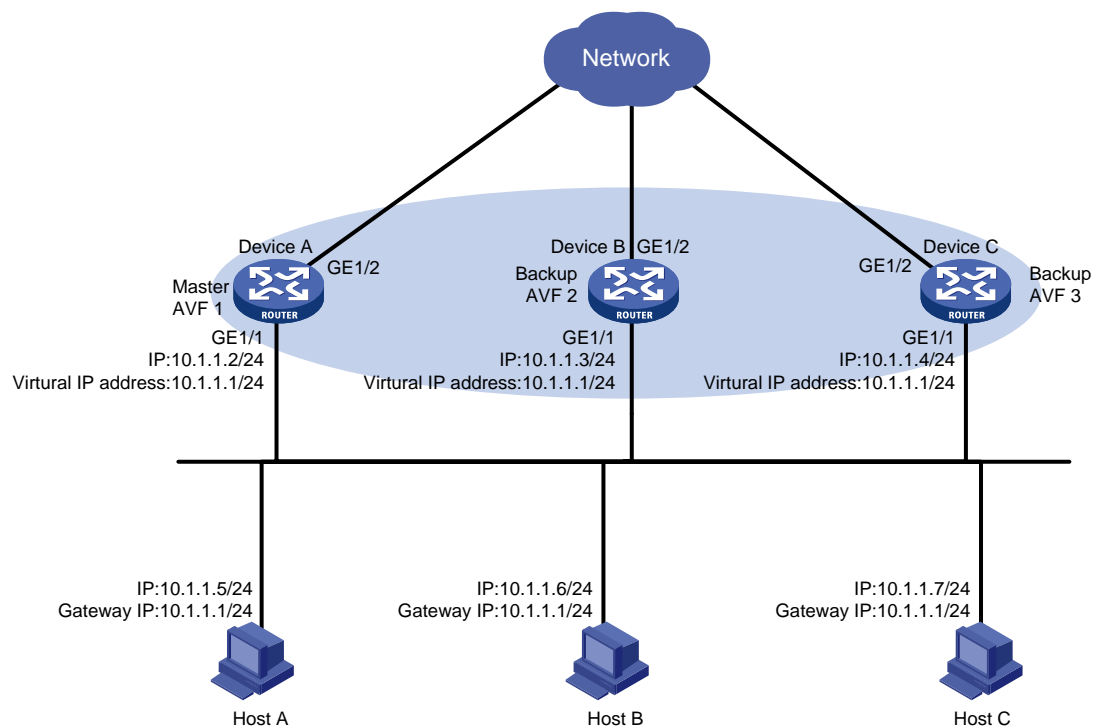 Network
Device A
GE1/2
Master
AVF 1
ROUTER
GE1/1
IP:10.1.1.2/24
Virtural IP address:10.1.1.1/24
Device B
GE1/2
Backup
AVF 2
ROUTER
GE1/1
IP:10.1.1.3/24
Virtural IP address:10.1.1.1/24
Device C
GE1/2
Backup
AVF 3
ROUTER
GE1/1
IP:10.1.1.4/24
Virtural IP address:10.1.1.1/24
IP:10.1.1.5/24
Gateway IP:10.1.1.1/24
Host A
IP:10.1.1.6/24
Gateway IP:10.1.1.1/24
Host B
IP:10.1.1.7/24
Gateway IP:10.1.1.1/24
Host C